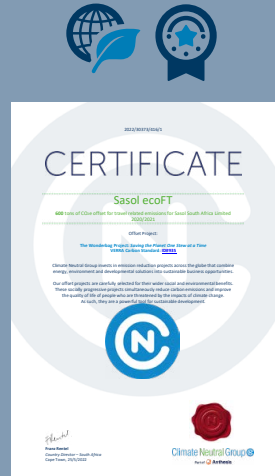 2022/30373/316/1
CERTIFICATE
Sasol ecoFT
600 tons of CO₂e offset for travel related emissions for Sasol South Africa Limited
2020/2021
Offset Project:
The Wonderbag Project: Saving the Planet One Stew at a Time
VERRA Carbon Standard:
Climate Neutral Group invests in emission reduction projects across the globe that combine
energy, environment and developmental solutions into sustainable business opportunities.
Our offset projects are carefully selected for their wider social and environmental benefits.
These socially progressive projects simultaneously reduce carbon emissions and improve
the quality of life of people who are threatened by the impacts of climate change.
As such, they are a powerful tool for sustainable development.
Franz Rentel
Country Director – South Africa
Cape Town,
Climate Neutral Group
Part of Anthesis